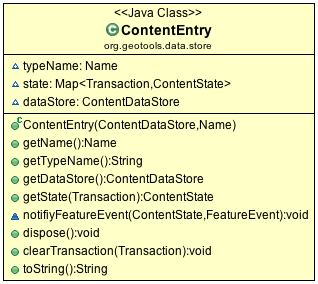 <<Java Class>>
ContentEntry
org.geotools.data.store
typeName: Name
state: Map<Transaction,ContentState>
dataStore: ContentDataStore
ContentEntry(ContentDataStore,Name)
getName():Name
getTypeName():String
getDataStore():ContentDataStore
getState(Transaction):ContentState
notifiyFeatureEvent(ContentState,FeatureEvent):void
dispose():void
clearTransaction(Transaction):void
toString():String